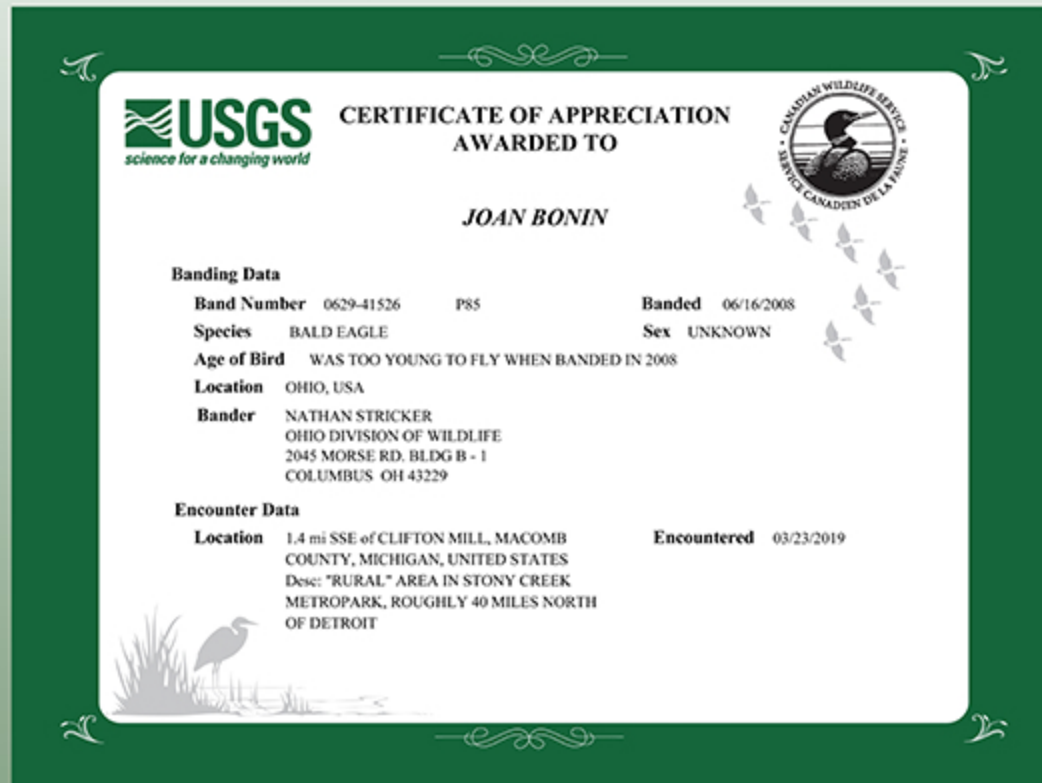 USGS
science for a changing world
CERTIFICATE OF APPRECIATION
AWARDED TO
CANADIAN WILDLIFE SERVICE
SERVICE CANADIEN DE LA FAUNE
JOAN BONIN
Banding Data
Band Number 0629-41526 P85 Banded 06/16/2008
Species BALD EAGLE Sex UNKNOWN
Age of Bird WAS TOO YOUNG TO FLY WHEN BANDED IN 2008
Location OHIO, USA
Bander NATHAN STRICKER
OHIO DIVISION OF WILDLIFE
2045 MORSE RD. BLDG B - 1
COLUMBUS OH 43229
Encounter Data
Location 1.4 mi SSE of CLIFTON MILL, MACOMB Encountered 03/23/2019
COUNTY, MICHIGAN, UNITED STATES
Desc: "RURAL" AREA IN STONY CREEK
METROPARK, ROUGHLY 40 MILES NORTH
OF DETROIT